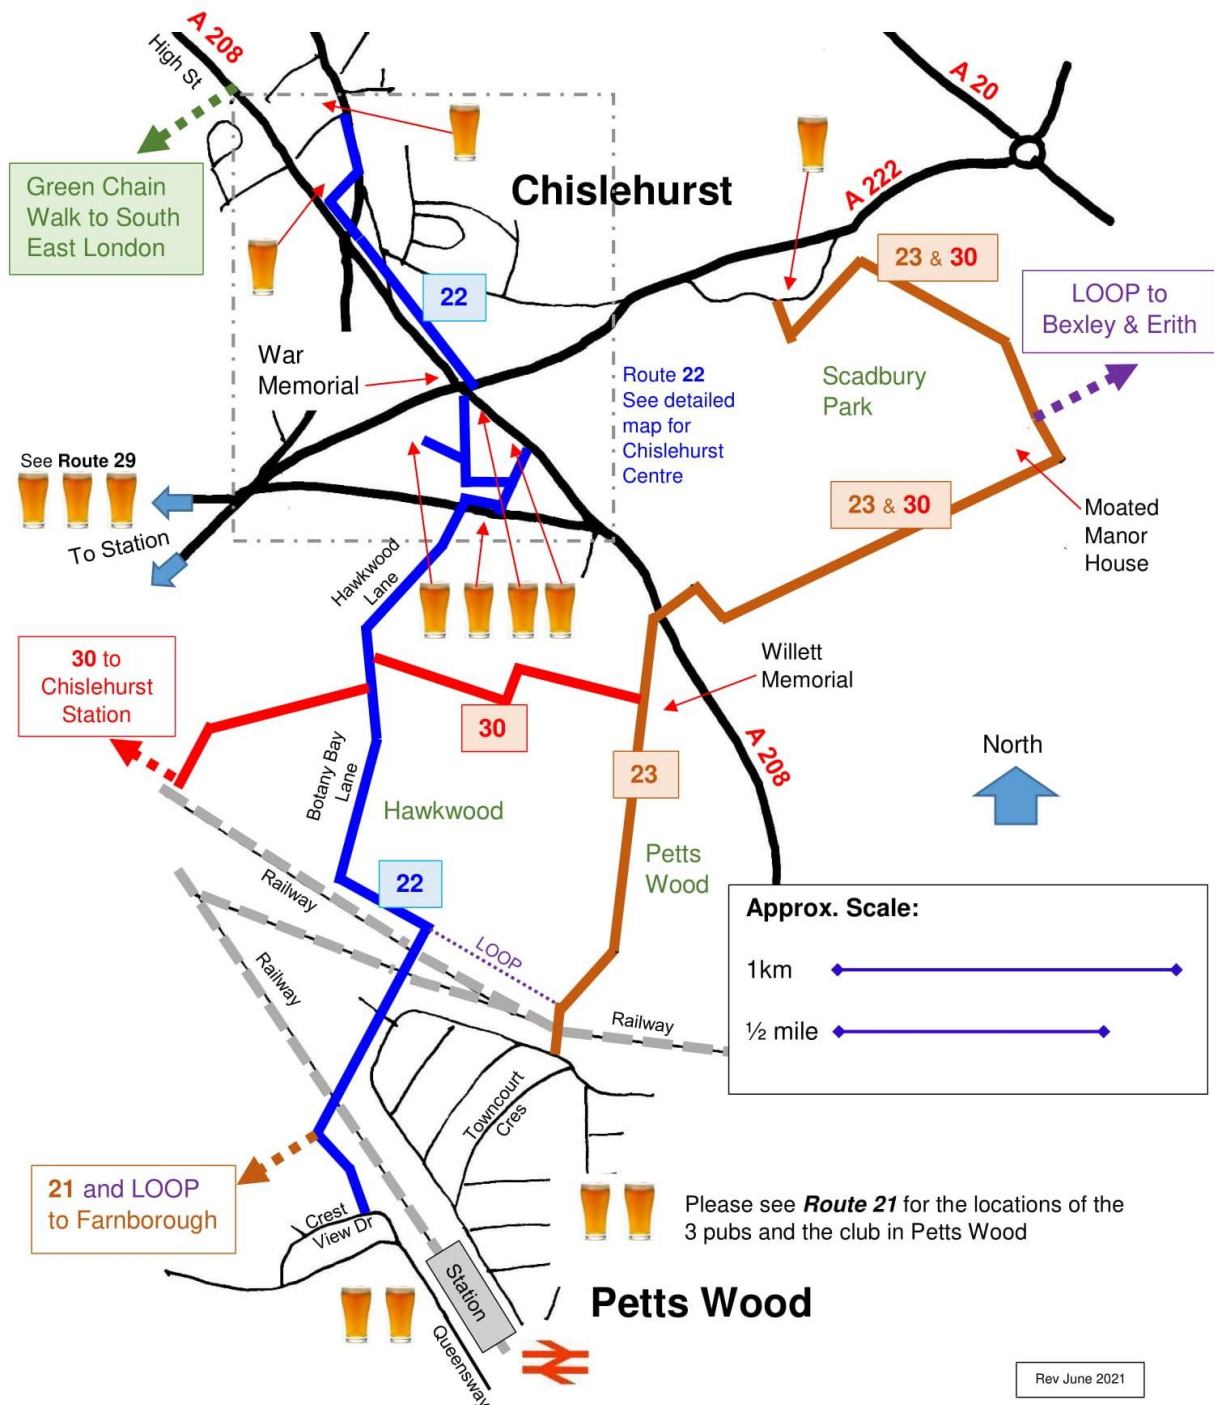 A 208
High St
A 20
Chislehurst
A 222
Green Chain
Walk to South
East London
23 & 30
LOOP to
Bexley & Erith
22
War
Memorial
Route 22
See detailed
map for
Chislehurst
Centre
Scadbury
Park
See Route 29
23 & 30
Moated
Manor
House
To Station
Hawkwood
Lane
30 to
Chislehurst
Station
Willett
Memorial
30
A 208
North
23
Botany Bay
Lane
Hawkwood
Petts
Wood
22
Railway
Approx. Scale:
1km
½ mile
LOOP
Railway
Railway
Towncourt
Cres
21 and LOOP
to Farnborough
Crest
View Dr
Please see Route 21 for the locations of the
3 pubs and the club in Petts Wood
Station
Petts Wood
Queensway
Rev June 2021